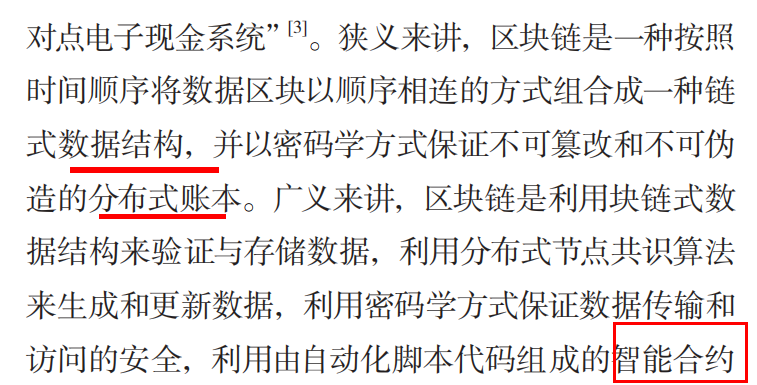 对点电子现金系统”[3]。狭义来讲，区块链是一种按照
时间顺序将数据区块以顺序相连的方式组合成一种链
式数据结构，并以密码学方式保证不可篡改和不可伪
造的分布式账本。广义来讲，区块链是利用块链式数
据结构来验证与存储数据，利用分布式节点共识算法
来生成和更新数据，利用密码学方式保证数据传输和
访问的安全，利用由自动化脚本代码组成的智能合约